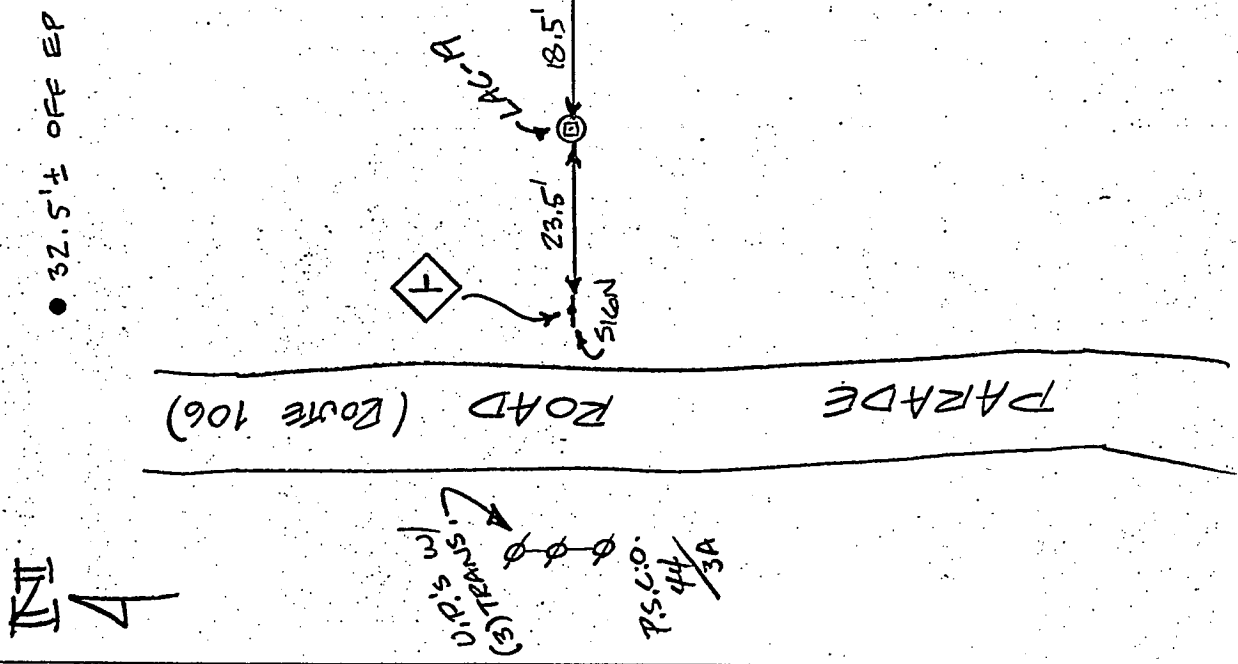 • 32.5'± OFF EP
18.5'
LAC-A
23.5'
T
SIGN
PARADE ROAD (ROUTE 106)
U.P.'s W/
(3) TRANS.
P.S.C.O.
44/3A
N